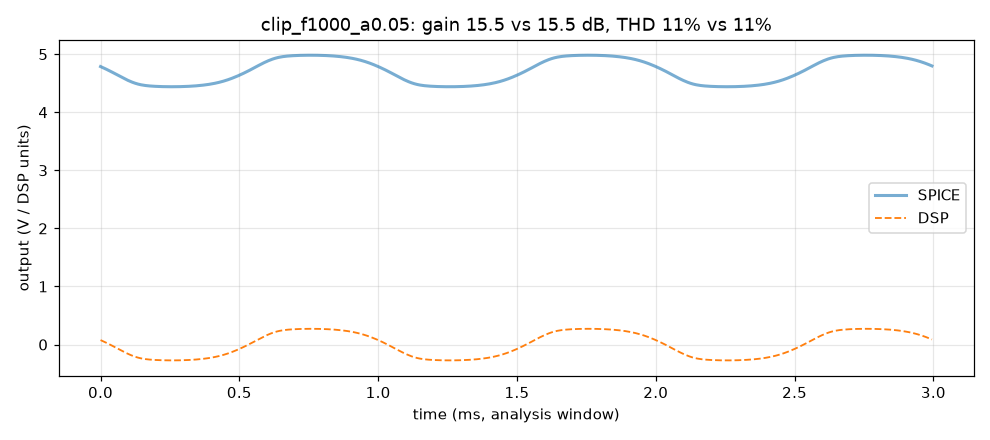 clip_f1000_a0.05: gain 15.5 vs 15.5 dB, THD 11% vs 11%
output (V / DSP units)
5
4
3
2
1
0
SPICE
DSP
0.0 0.5 1.0 1.5 2.0 2.5 3.0
time (ms, analysis window)